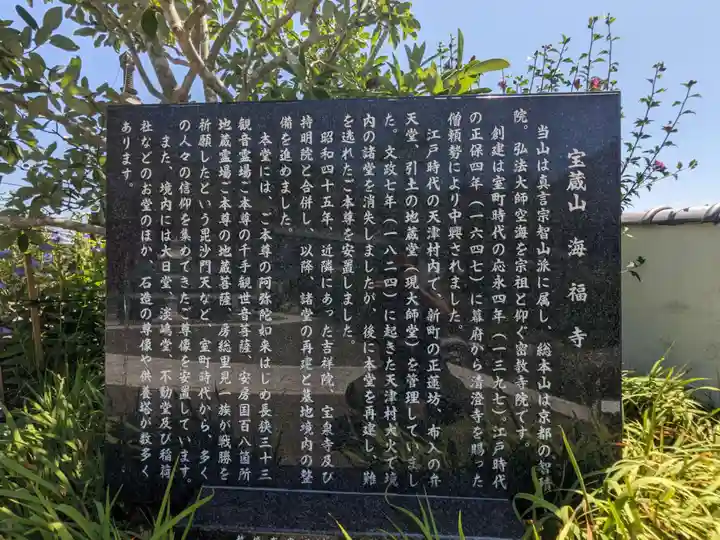 宝蔵山 海福寺
当山は真言宗智山派に属し、総本山は京都の智積
院。弘法大師空海を宗祖と仰ぐ密教寺院です。
創建は室町時代の応永四年(一三九七)。江戸時代
の正保四年(一六四七)に幕府から清澄寺を賜った
僧頼勢により中興されました。
江戸時代の天津村内で、新町の正蓮坊、布入の弁
天堂、引土の地蔵堂(現大師堂)を管理していまし
た。文政七年(一八二四)に起きた天津村大火で境
内の諸堂を消失しましたが、後に本堂を再建し、難
を逃れたご本尊を安置しました。
昭和四十五年、近隣にあった吉祥院、宝泉寺及び
持明院と合併し、以降、諸堂の再建と墓地境内の整
備を進めました。
本堂には、ご本尊の阿弥陀如来はじめ長狭三十三
観音霊場ご本尊の千手観世音菩薩、安房国百八箇所
地蔵霊場ご本尊の地蔵菩薩、房総里見一族が戦勝を
祈願したという毘沙門天など、室町時代から、多く
の人々の信仰を集めてきたご尊像を安置しています。
また、境内には大日堂、淡嶋堂、不動堂及び稲荷
社などのお堂のほか、石造の尊像や供養塔が数多く
あります。